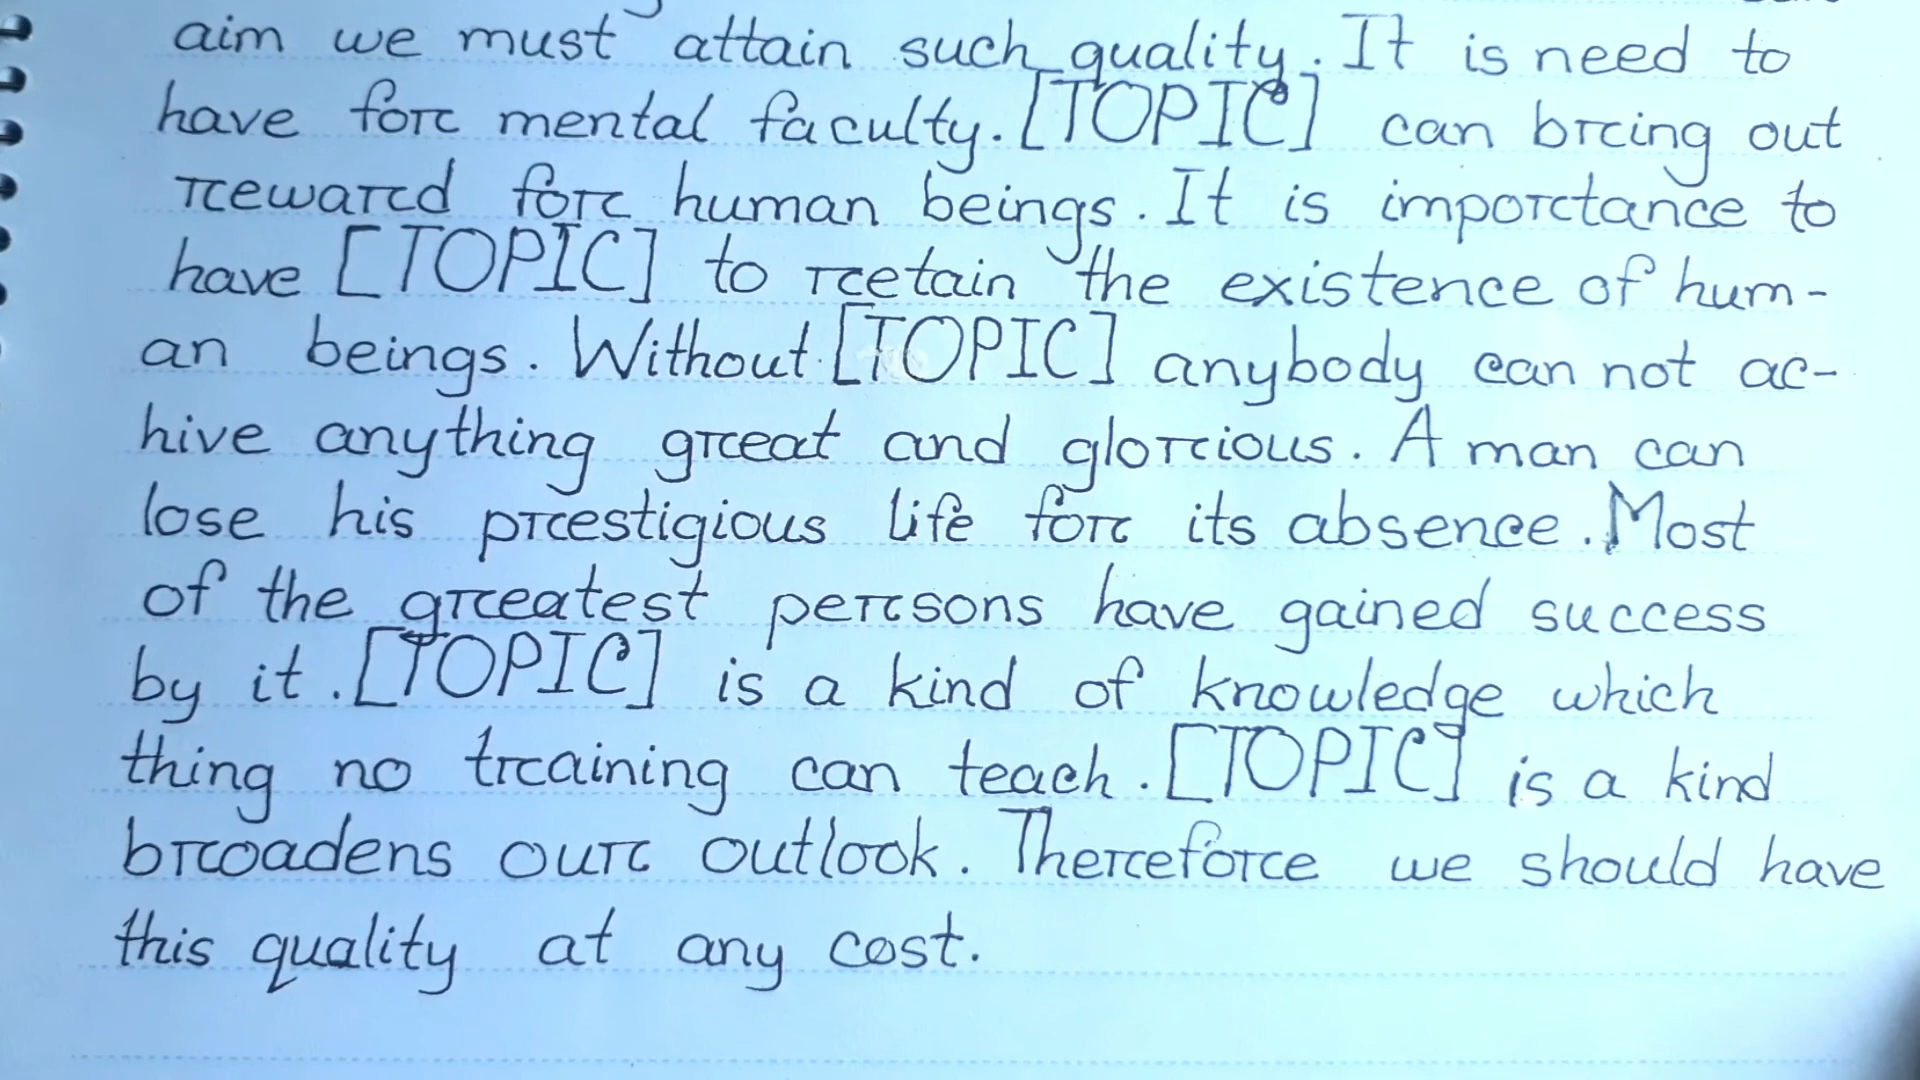 aim we must attain such quality. It is need to
have for mental faculty. [TOPIC] can bring out
reward for human beings. It is importance to
have [TOPIC] to retain the existence of hum-
an beings. Without [TOPIC] anybody can not ac-
hive anything great and glorious. A man can
lose his prestigious life for its absence. Most
of the greatest persons have gained success
by it. [TOPIC] is a kind of knowledge which
thing no training can teach. [TOPIC] is a kind
broadens our outlook. Therefore we should have
this quality at any cost.